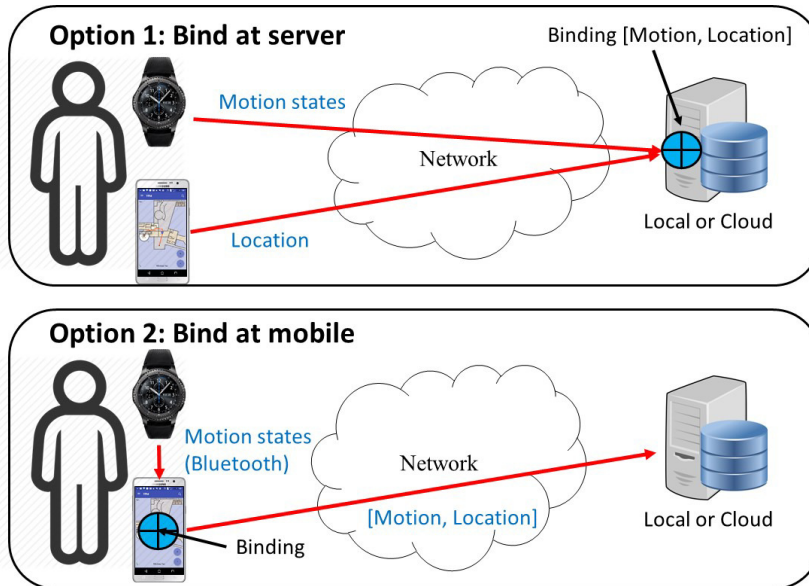 Option 1: Bind at server
Binding [Motion, Location]
Motion states
Network
Location
Local or Cloud
Option 2: Bind at mobile
Motion states
(Bluetooth)
Network
[Motion, Location]
Binding
Local or Cloud